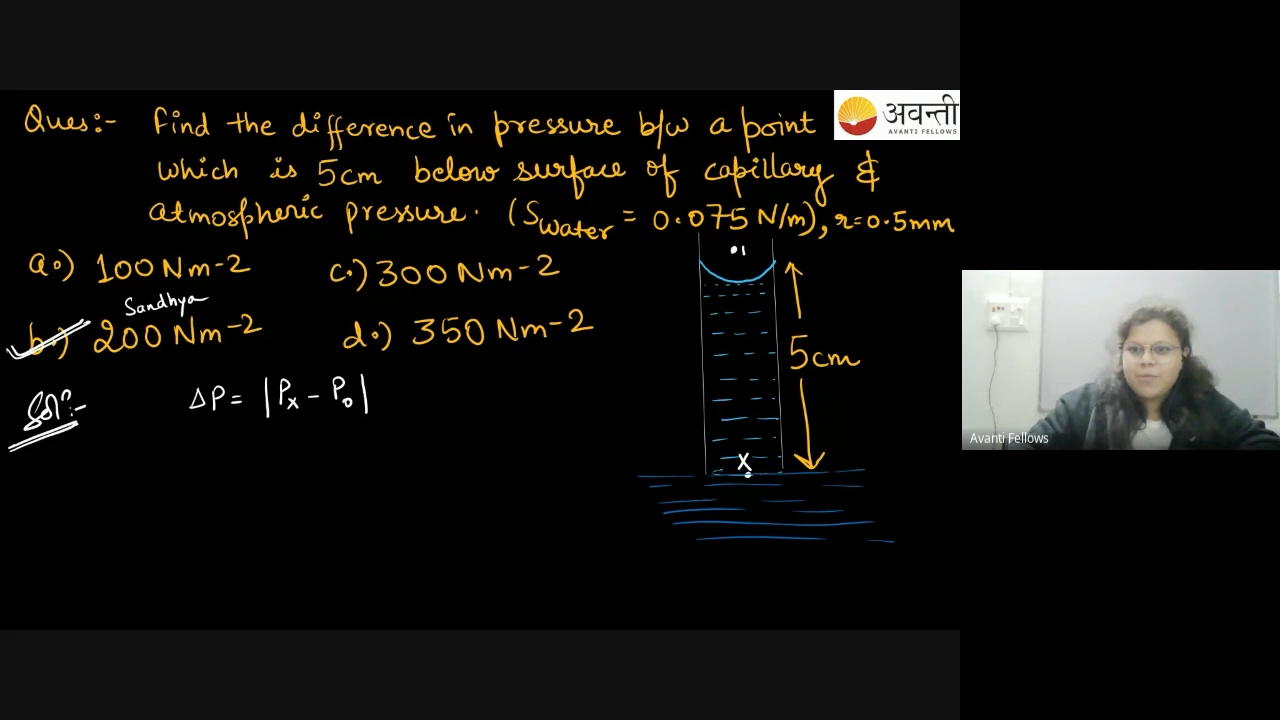 Ques:- Find the difference in pressure b/w a point
which is 5cm below surface of capillary &
atmospheric pressure. (Swater = 0.075 N/m), r=0.5mm
a.) 100 Nm-2
c.) 300 Nm-2
Sandhya
b.) 200 Nm-2
d.) 350 Nm-2
Sol:-
ΔP = |Px - P0|
5cm
X
अवन्ती
AVANTI FELLOWS
Avanti Fellows